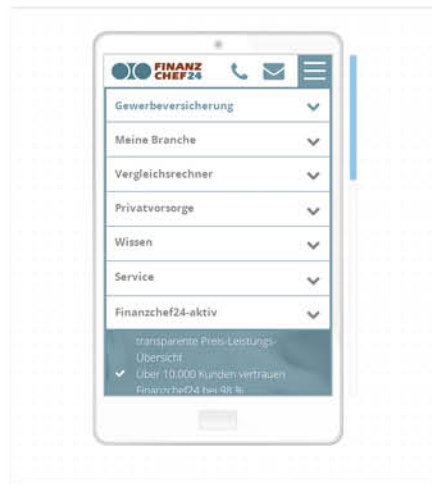 FINANZ
CHEF24
Gewerbeversicherung
Meine Branche
Vergleichsrechner
Privatvorsorge
Wissen
Service
Finanzchef24-aktiv
transparente Preis-Leistungs-
Übersicht
Über 10.000 Kunden vertrauen
Finanzchef24 bei 98 %